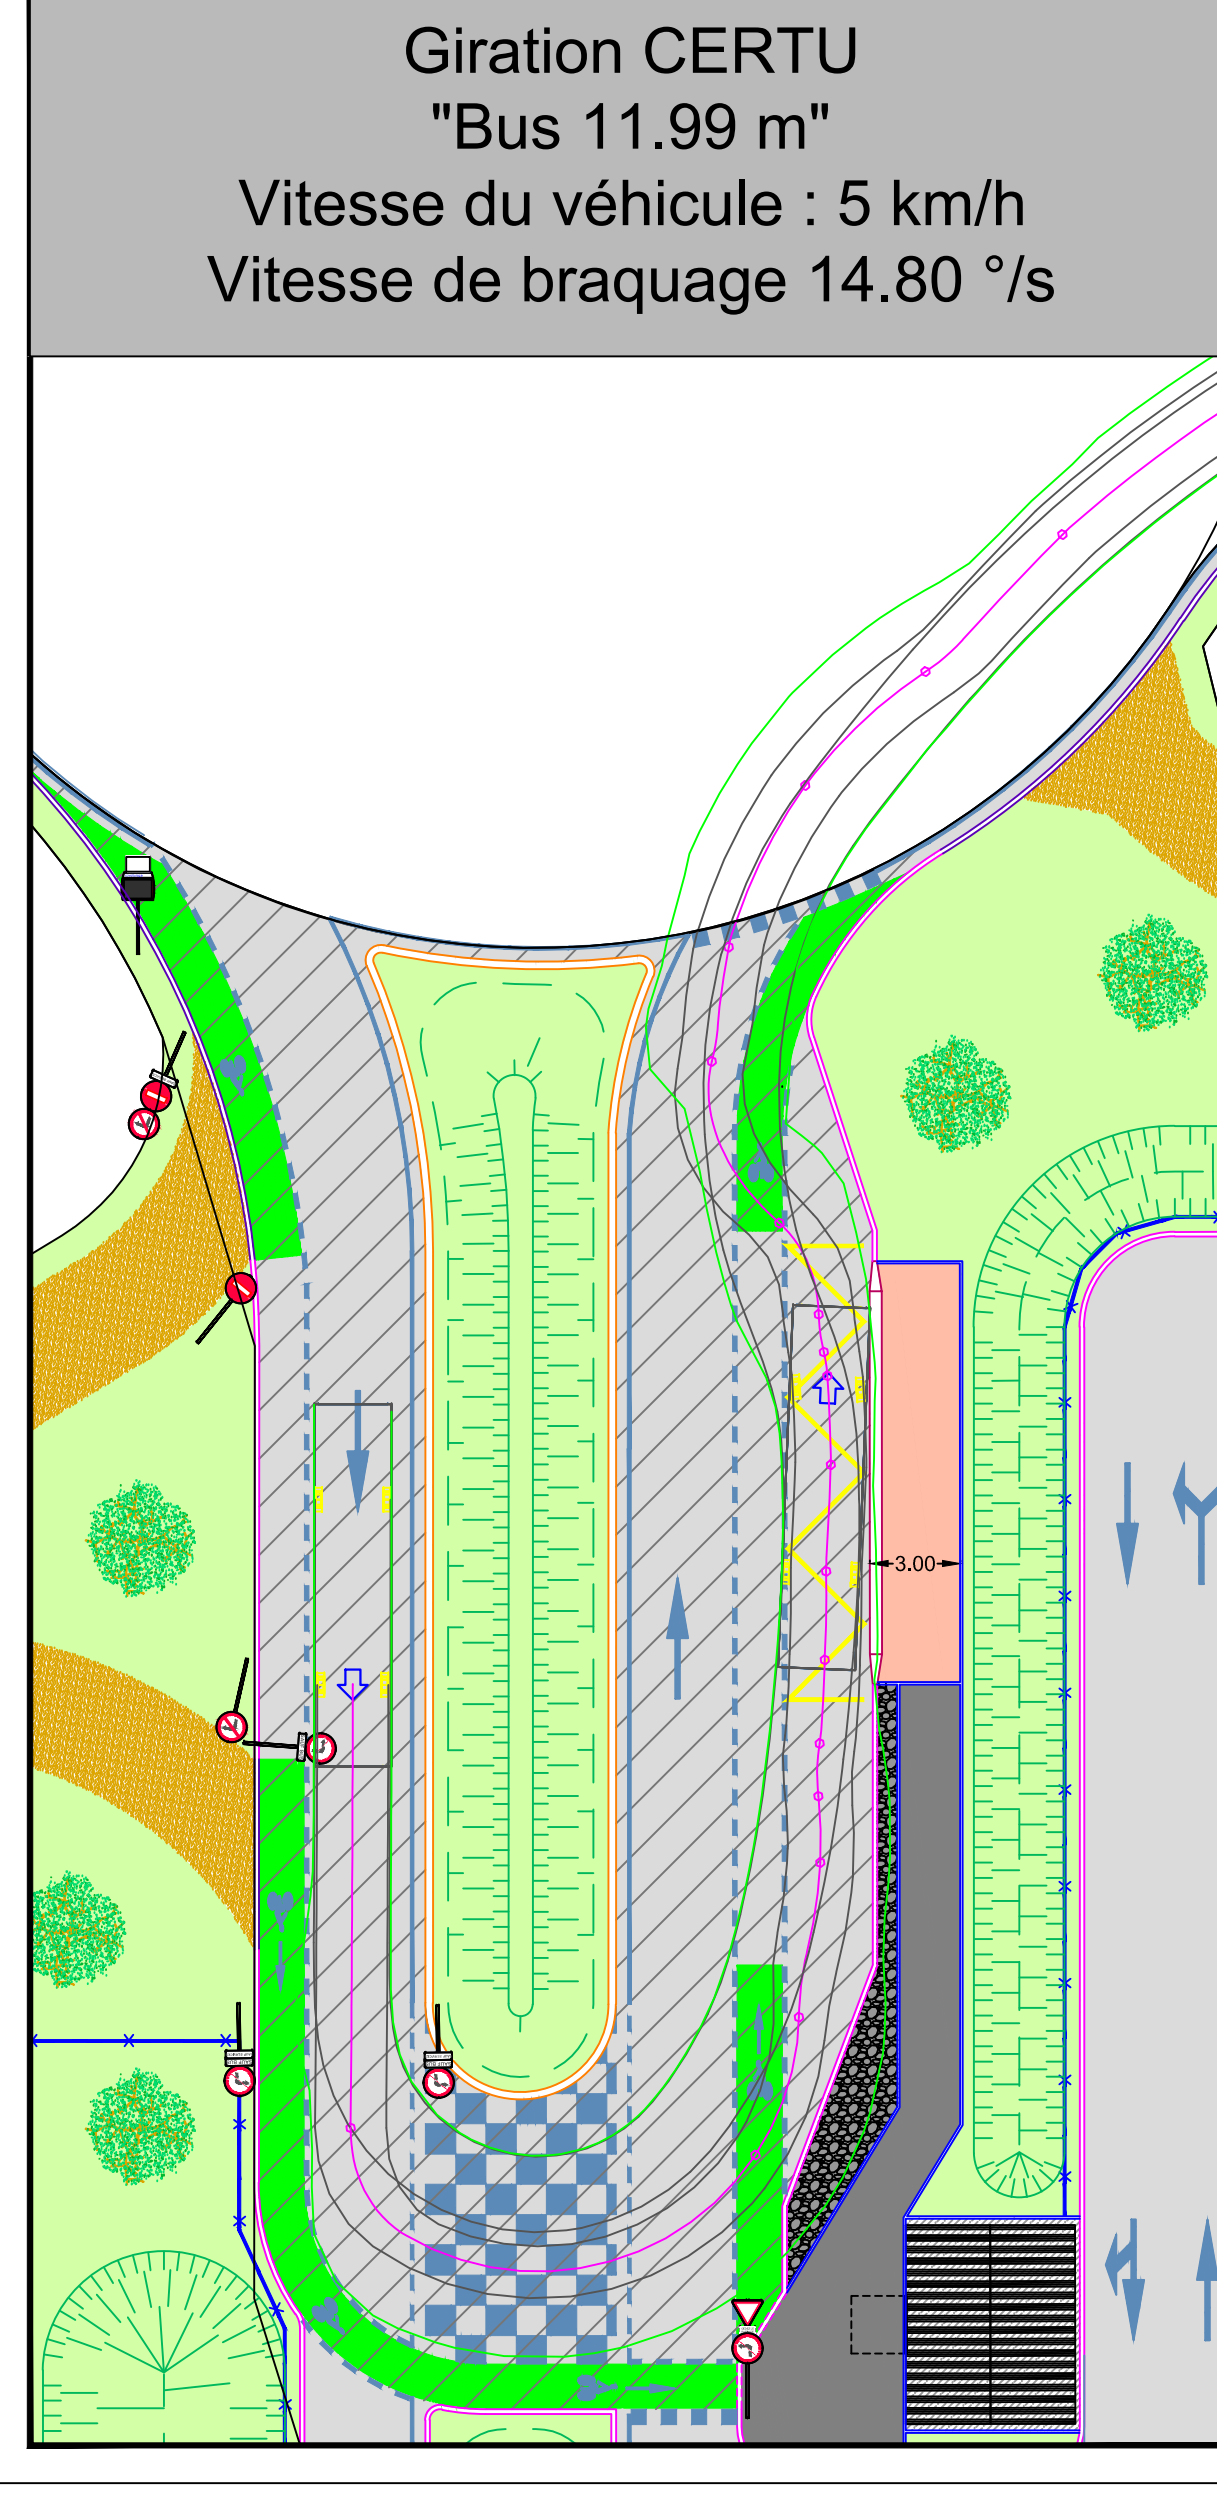 Giration CERTU
"Bus 11.99 m"
Vitesse du véhicule : 5 km/h
Vitesse de braquage 14.80 °/s
3.00